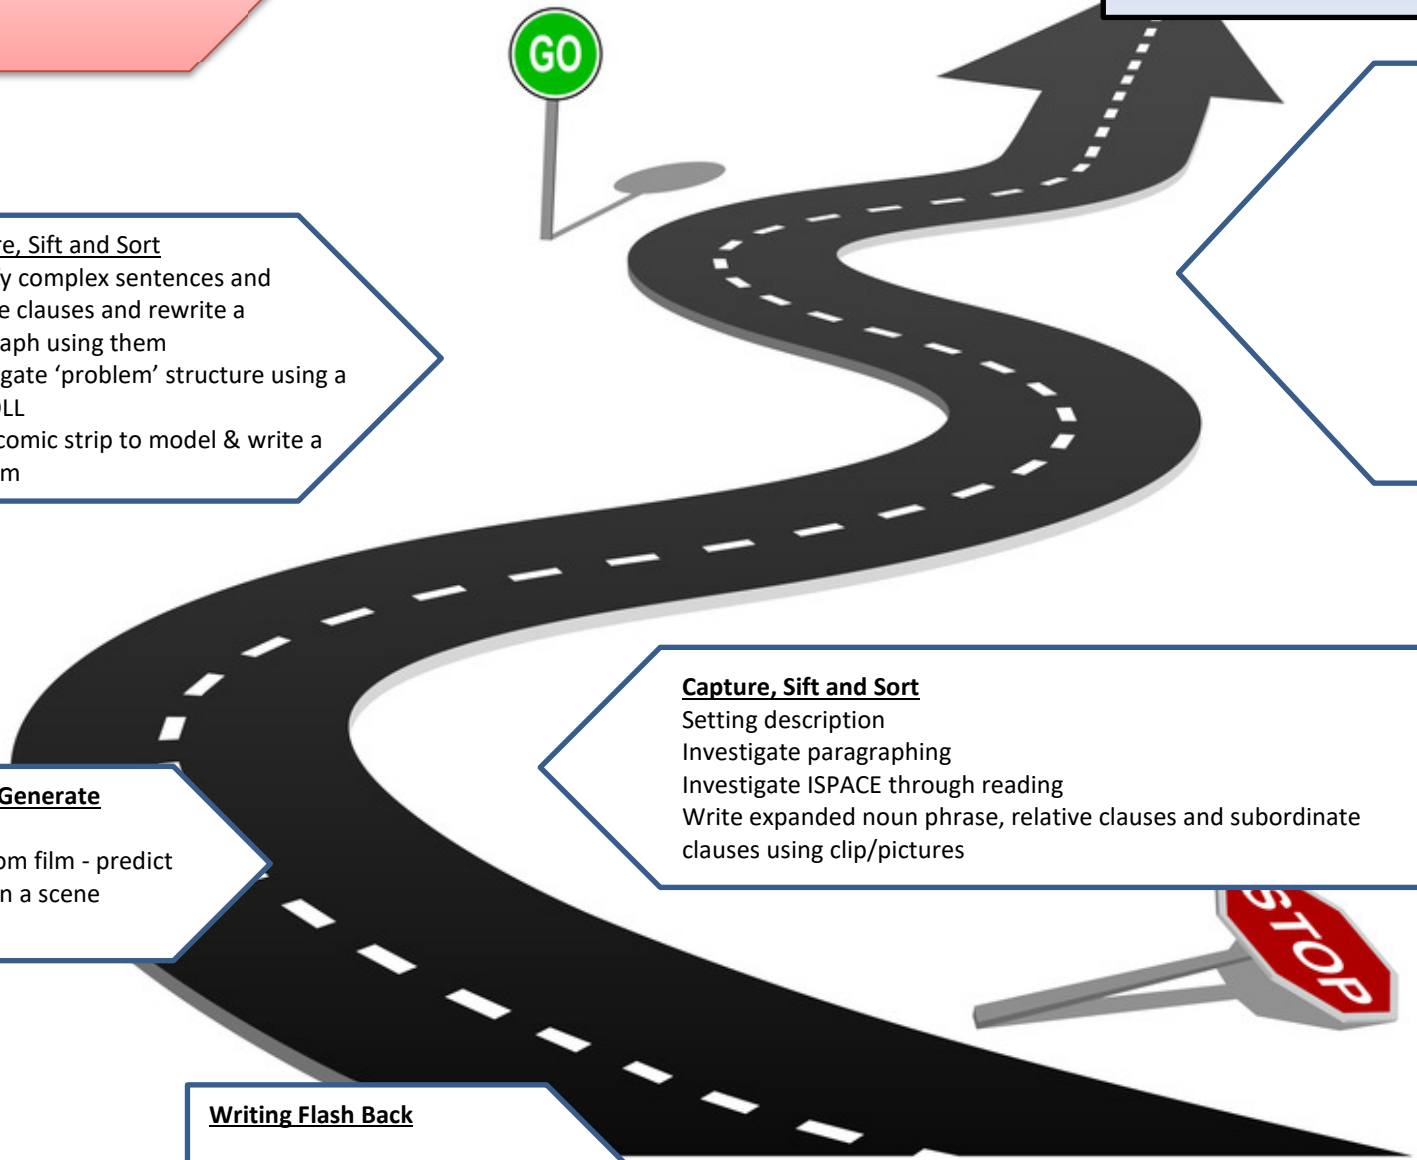 GO
re, Sift and Sort
y complex sentences and
e clauses and rewrite a
aph using them
gate ‘problem’ structure using a
OLL
comic strip to model & write a
m
Capture, Sift and Sort
Setting description
Investigate paragraphing
Investigate ISPACE through reading
Write expanded noun phrase, relative clauses and subordinate
clauses using clip/pictures
Generate
om film - predict
n a scene
STOP
Writing Flash Back